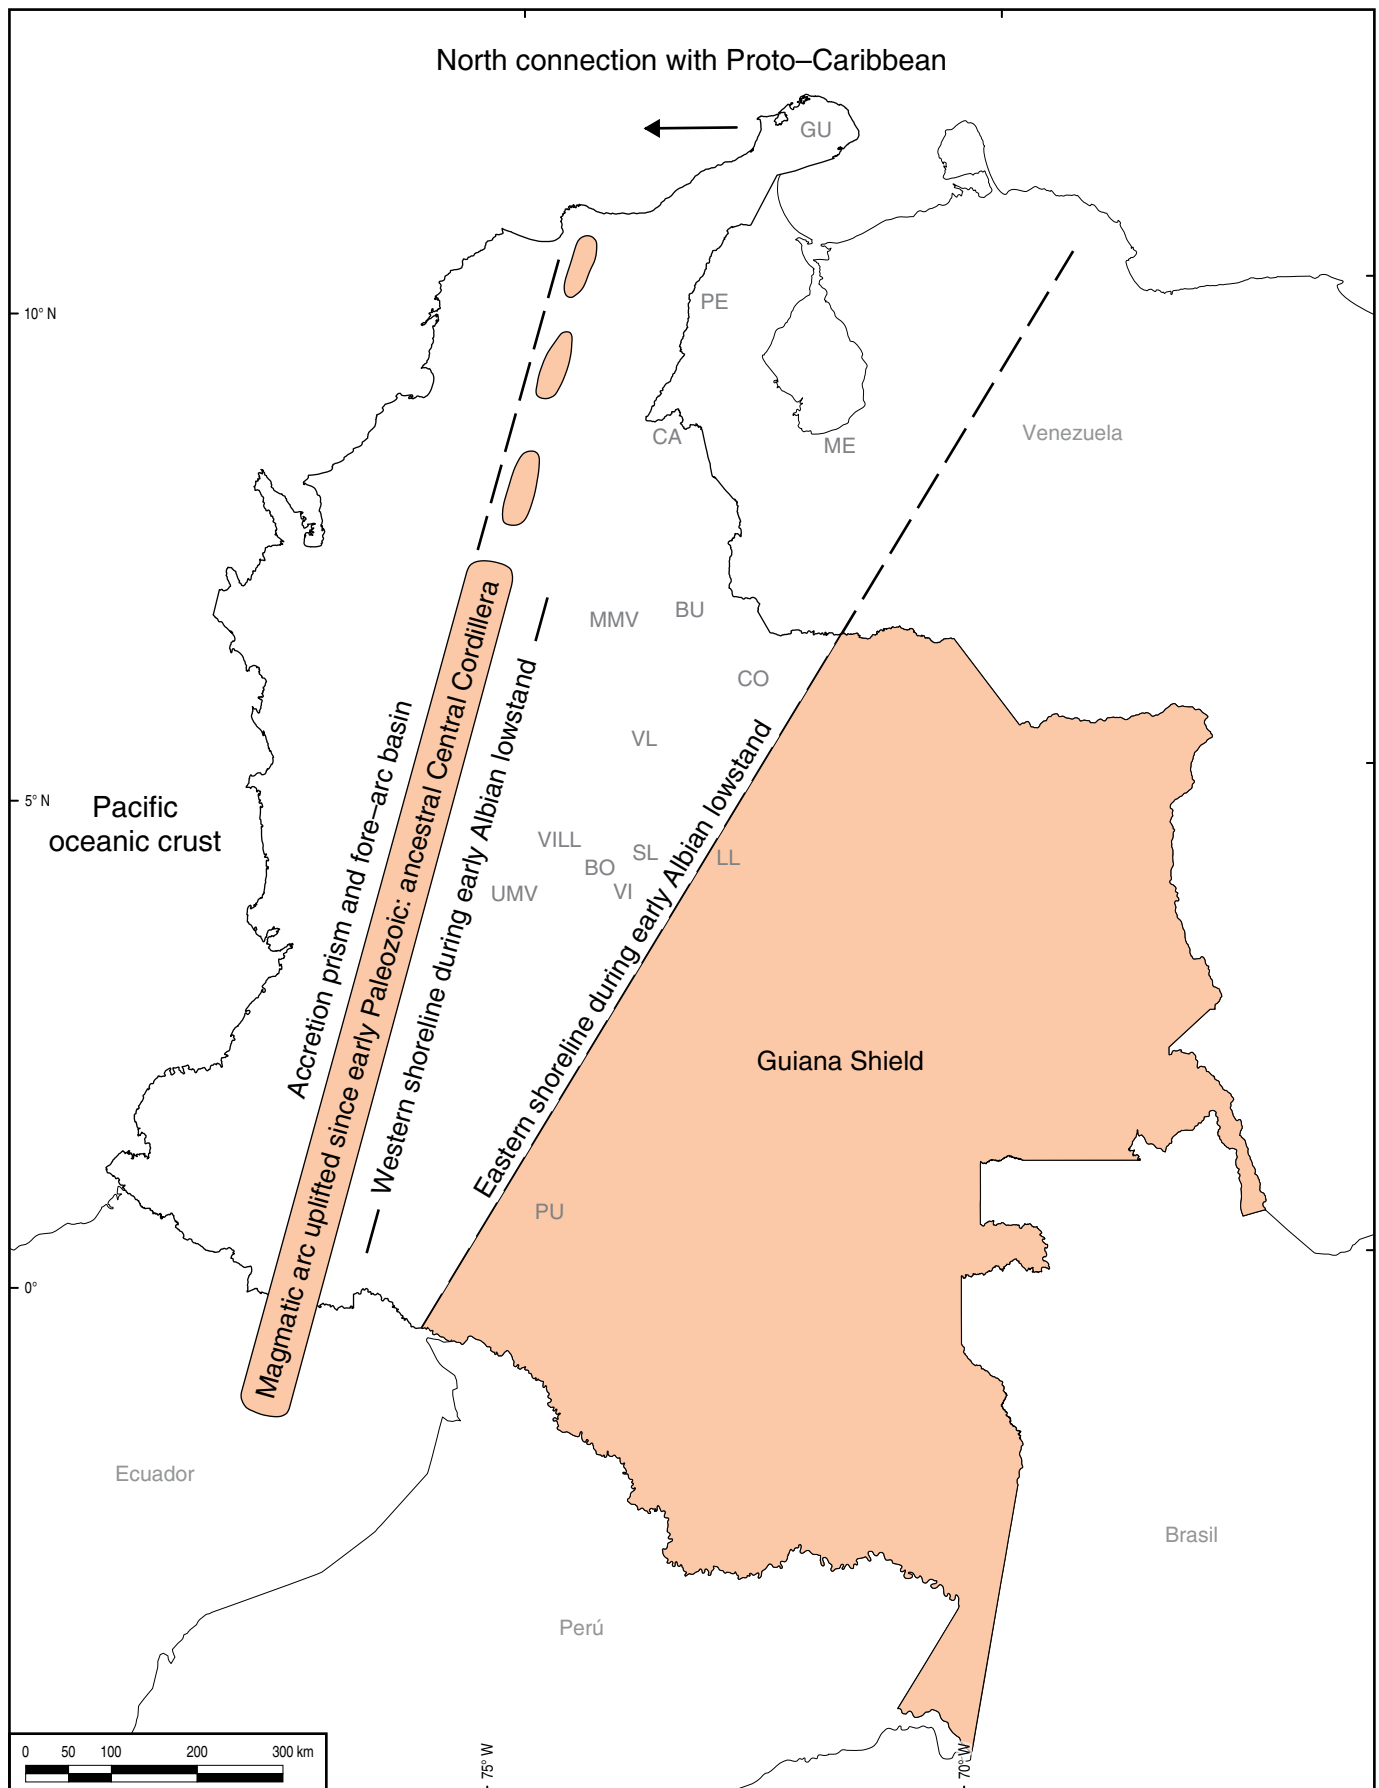 North connection with Proto–Caribbean
GU
10° N
PE
CA
ME
Venezuela
MMV
BU
CO
VL
Pacific
oceanic crust
5° N
VILL
BO
SL
VI
UMV
LL
Accretion prism and fore–arc basin
Magmatic arc uplifted since early Paleozoic: ancestral Central Cordillera
Western shoreline during early Albian lowstand
Eastern shoreline during early Albian lowstand
Guiana Shield
PU
0°
Ecuador
Brasil
Perú
0 50 100 200 300 km
75° W
70° W